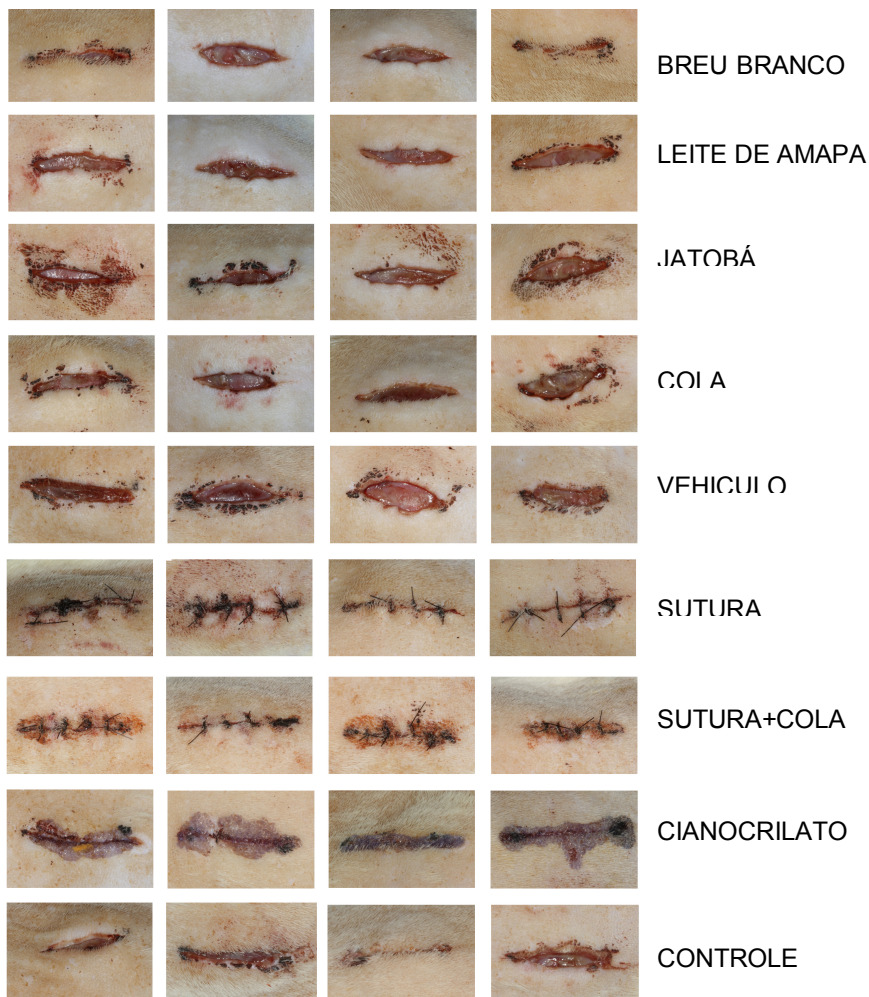 BREU BRANCO
LEITE DE AMAPA
JATOBÁ
COLA
VEHICULO
SUTURA
SUTURA+COLA
CIANOCRILATO
CONTROLE